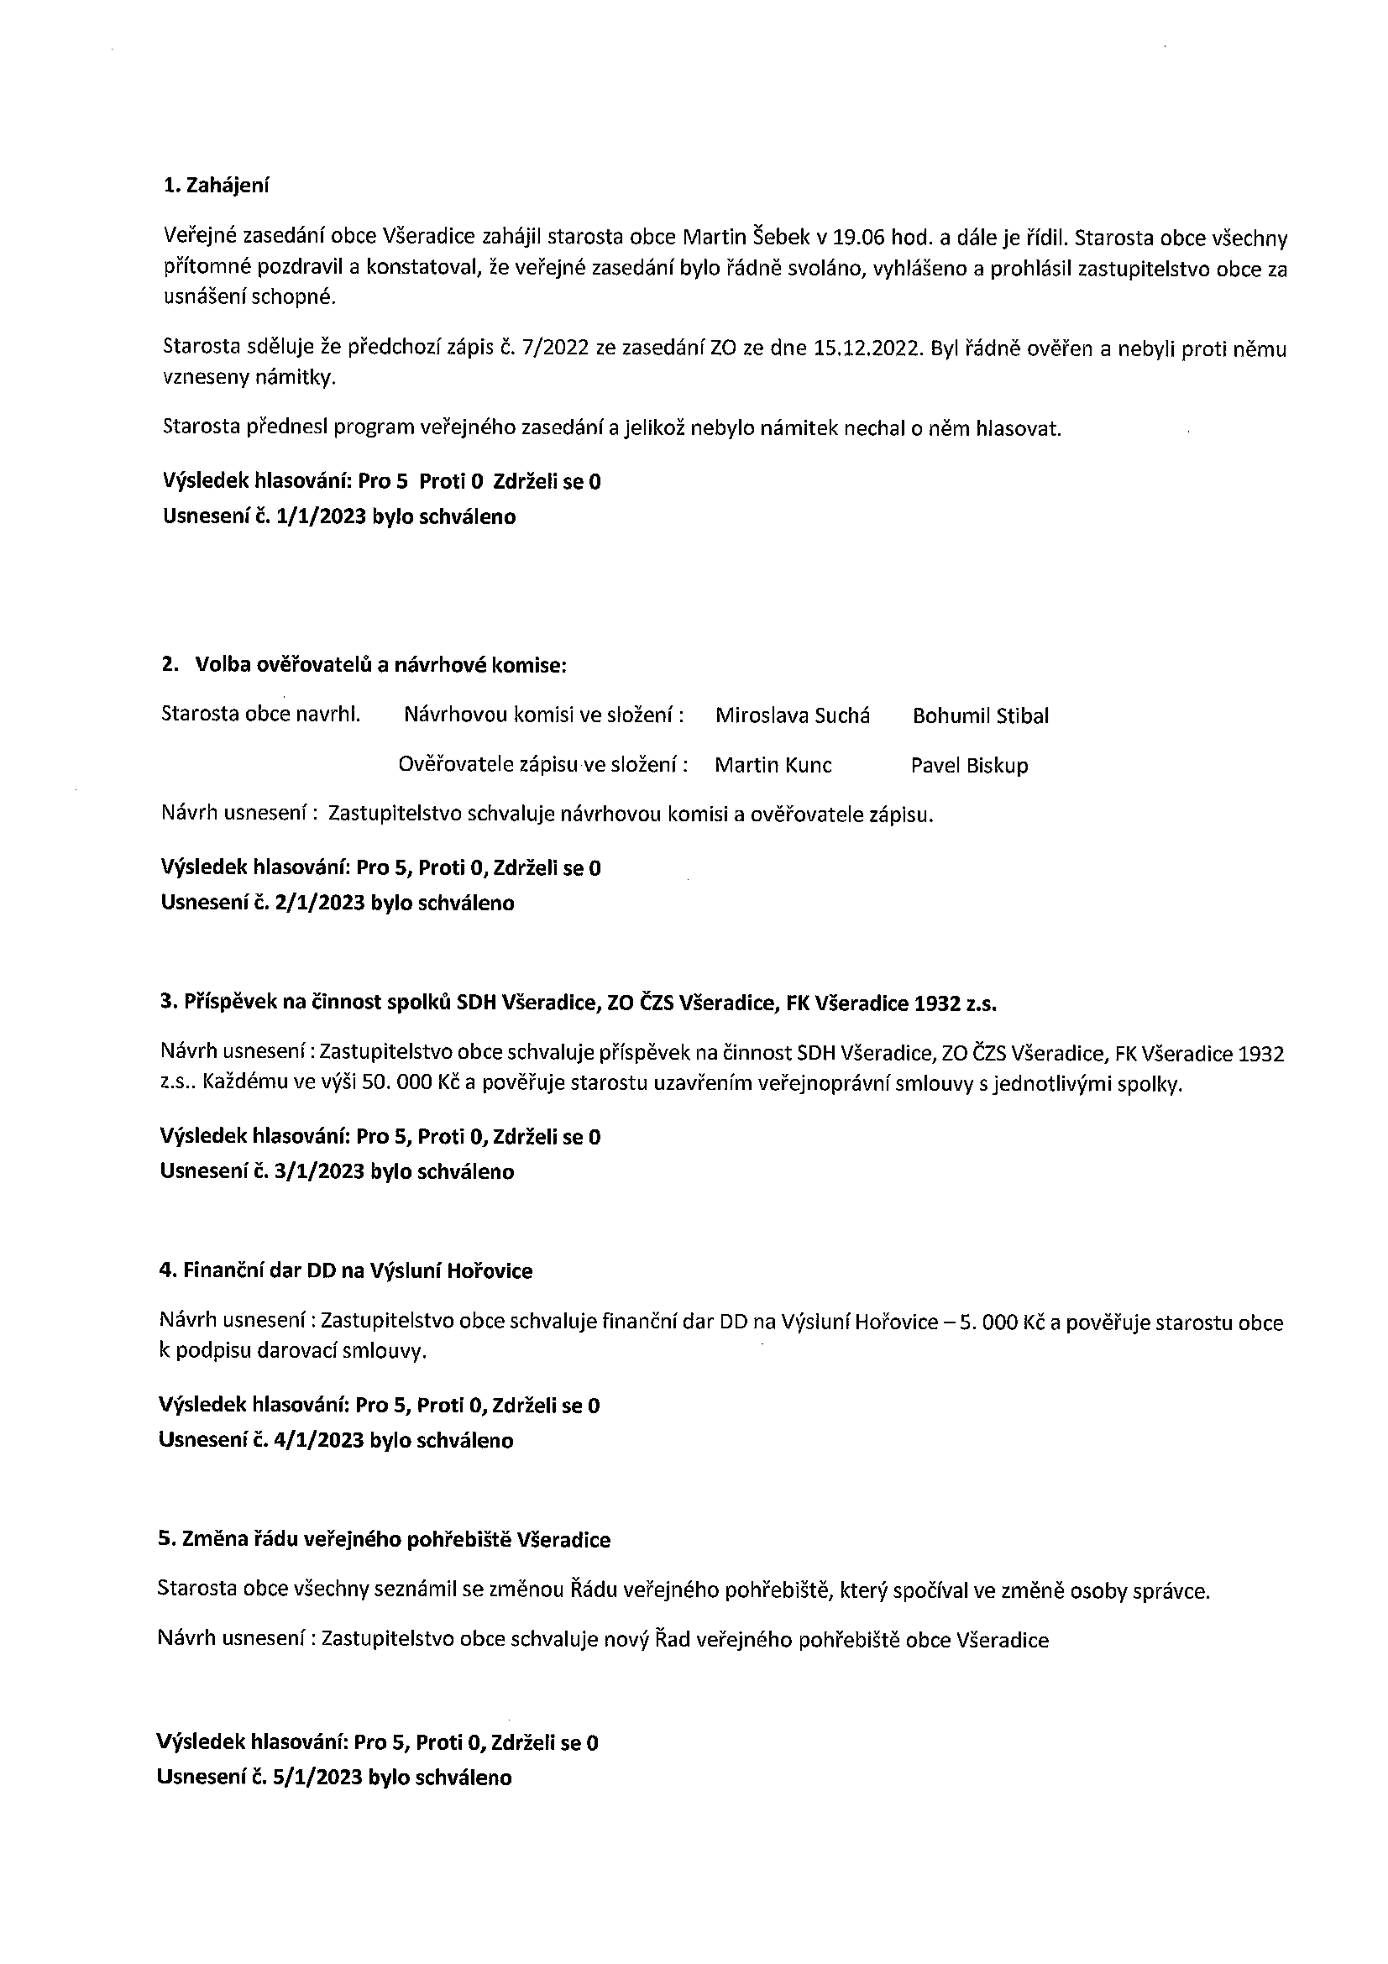 1. Zahájení
Veřejné zasedání obce Všeradice zahájil starosta obce Martin Šebek v 19.06 hod. a dále je řídil. Starosta obce všechny
přítomné pozdravil a konstatoval, že veřejné zasedání bylo řádně svoláno, vyhlášeno a prohlásil zastupitelstvo obce za
usnášení schopné.
Starosta sděluje že předchozí zápis č. 7/2022 ze zasedání ZO ze dne 15.12.2022. Byl řádně ověřen a nebyli proti němu
vzneseny námitky.
Starosta přednesl program veřejného zasedání a jelikož nebylo námitek nechal o něm hlasovat.
Výsledek hlasování: Pro 5 Proti 0 Zdrželi se 0
Usnesení č. 1/1/2023 bylo schváleno
2. Volba ověřovatelů a návrhové komise:
Starosta obce navrhl. Návrhovou komisi ve složení : Miroslava Suchá Bohumil Stibal
Ověřovatele zápisu ve složení : Martin Kunc Pavel Biskup
Návrh usnesení : Zastupitelstvo schvaluje návrhovou komisi a ověřovatele zápisu.
Výsledek hlasování: Pro 5, Proti 0, Zdrželi se 0
Usnesení č. 2/1/2023 bylo schváleno
3. Příspěvek na činnost spolků SDH Všeradice, ZO ČZS Všeradice, FK Všeradice 1932 z.s.
Návrh usnesení : Zastupitelstvo obce schvaluje příspěvek na činnost SDH Všeradice, ZO ČZS Všeradice, FK Všeradice 1932
z.s.. Každému ve výši 50. 000 Kč a pověřuje starostu uzavřením veřejnoprávní smlouvy s jednotlivými spolky.
Výsledek hlasování: Pro 5, Proti 0, Zdrželi se 0
Usnesení č. 3/1/2023 bylo schváleno
4. Finanční dar DD na Výsluní Hořovice
Návrh usnesení : Zastupitelstvo obce schvaluje finanční dar DD na Výsluní Hořovice – 5. 000 Kč a pověřuje starostu obce
k podpisu darovací smlouvy.
Výsledek hlasování: Pro 5, Proti 0, Zdrželi se 0
Usnesení č. 4/1/2023 bylo schváleno
5. Změna řádu veřejného pohřebiště Všeradice
Starosta obce všechny seznámil se změnou Řádu veřejného pohřebiště, který spočíval ve změně osoby správce.
Návrh usnesení : Zastupitelstvo obce schvaluje nový Řad veřejného pohřebiště obce Všeradice
Výsledek hlasování: Pro 5, Proti 0, Zdrželi se 0
Usnesení č. 5/1/2023 bylo schváleno